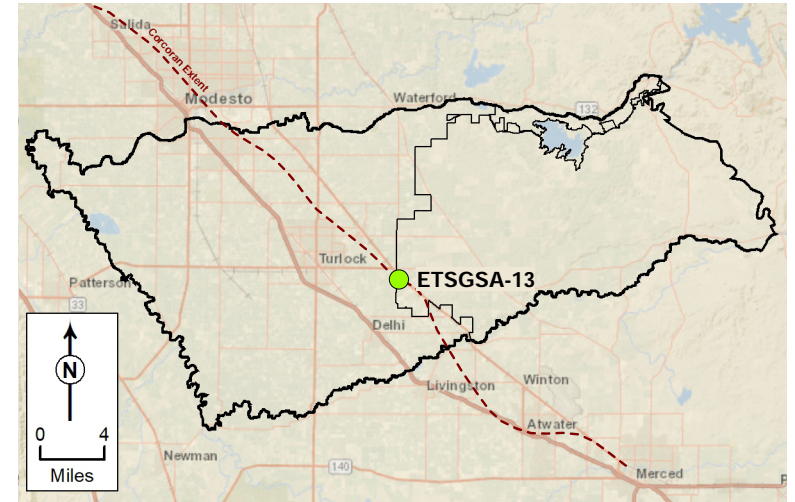 Salida
Corcoran Extent
Modesto
Waterford
132
Turlock
ETSGSA-13
Patterson
33
Delhi
N
Livingston
Winton
0 4
Miles
Atwater
Newman
140
Merced
P